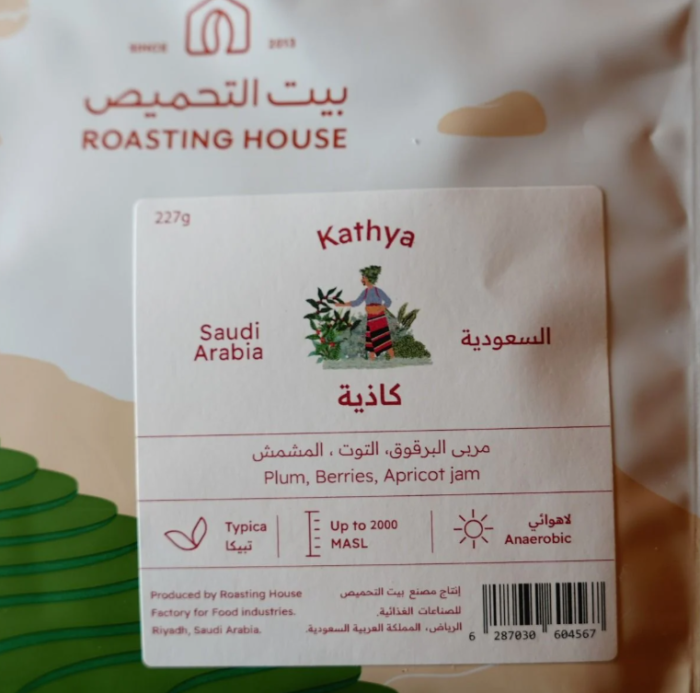 SINCE 2013
بيت التحميص
ROASTING HOUSE
227g
Kathya
Saudi
Arabia
السعودية
كاذية
مربى البرقوق، التوت ، المشمش
Plum, Berries, Apricot jam
Typica
تيبيكا
Up to 2000
MASL
لاهوائي
Anaerobic
Produced by Roasting House
Factory for Food industries.
Riyadh, Saudi Arabia.
إنتاج مصنع بيت التحميص
للصناعات الغذائية.
الرياض، المملكة العربية السعودية.
6 287030 604567